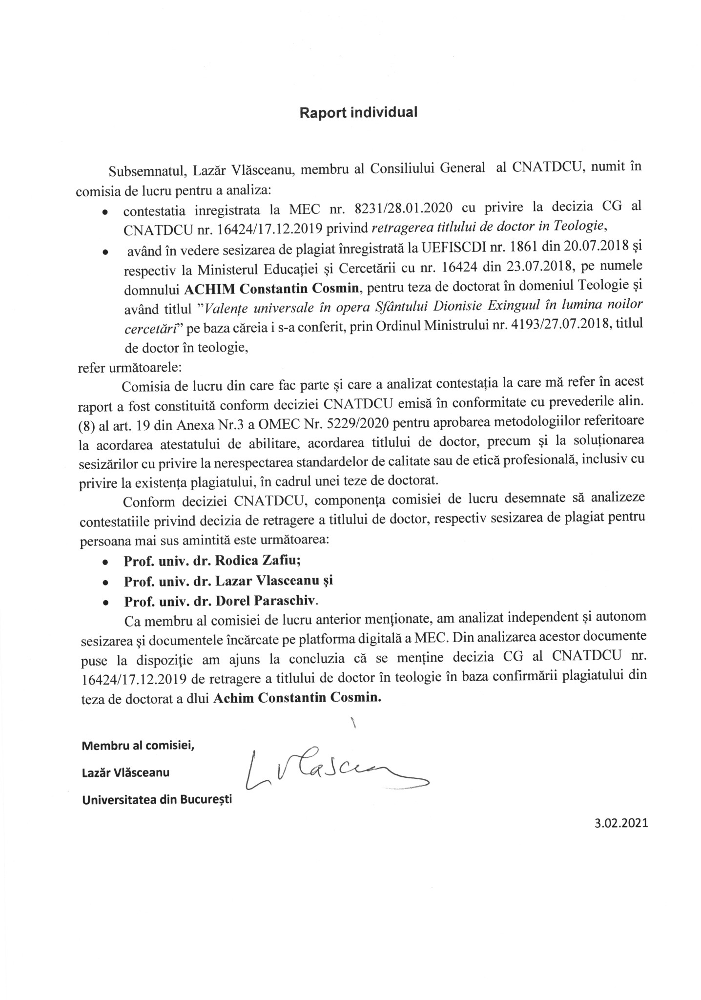 Raport individual
Subsemnatul, Lazăr Vlăsceanu, membru al Consiliului General al CNATDCU, numit în
comisia de lucru pentru a analiza:
• contestatia inregistrata la MEC nr. 8231/28.01.2020 cu privire la decizia CG al
CNATDCU nr. 16424/17.12.2019 privind retragerea titlului de doctor in Teologie,
• având în vedere sesizarea de plagiat înregistrată la UEFISCDI nr. 1861 din 20.07.2018 și
respectiv la Ministerul Educației și Cercetării cu nr. 16424 din 23.07.2018, pe numele
domnului ACHIM Constantin Cosmin, pentru teza de doctorat în domeniul Teologie și
având titlul ”Valențe universale în opera Sfântului Dionisie Exinguul în lumina noilor
cercetări” pe baza căreia i s-a conferit, prin Ordinul Ministrului nr. 4193/27.07.2018, titlul
de doctor în teologie,
refer următoarele:
Comisia de lucru din care fac parte și care a analizat contestația la care mă refer în acest
raport a fost constituită conform deciziei CNATDCU emisă în conformitate cu prevederile alin.
(8) al art. 19 din Anexa Nr.3 a OMEC Nr. 5229/2020 pentru aprobarea metodologiilor referitoare
la acordarea atestatului de abilitare, acordarea titlului de doctor, precum și la soluționarea
sesizărilor cu privire la nerespectarea standardelor de calitate sau de etică profesională, inclusiv cu
privire la existența plagiatului, în cadrul unei teze de doctorat.
Conform deciziei CNATDCU, componenţa comisiei de lucru desemnate să analizeze
contestatiile privind decizia de retragere a titlului de doctor, respectiv sesizarea de plagiat pentru
persoana mai sus amintită este următoarea:
• Prof. univ. dr. Rodica Zafiu;
• Prof. univ. dr. Lazar Vlasceanu şi
• Prof. univ. dr. Dorel Paraschiv.
Ca membru al comisiei de lucru anterior menţionate, am analizat independent și autonom
sesizarea şi documentele încărcate pe platforma digitală a MEC. Din analizarea acestor documente
puse la dispoziţie am ajuns la concluzia că se menține decizia CG al CNATDCU nr.
16424/17.12.2019 de retragere a titlului de doctor în teologie în baza confirmării plagiatului din
teza de doctorat a dlui Achim Constantin Cosmin.
Membru al comisiei,
Lazăr Vlăsceanu
Universitatea din București
3.02.2021